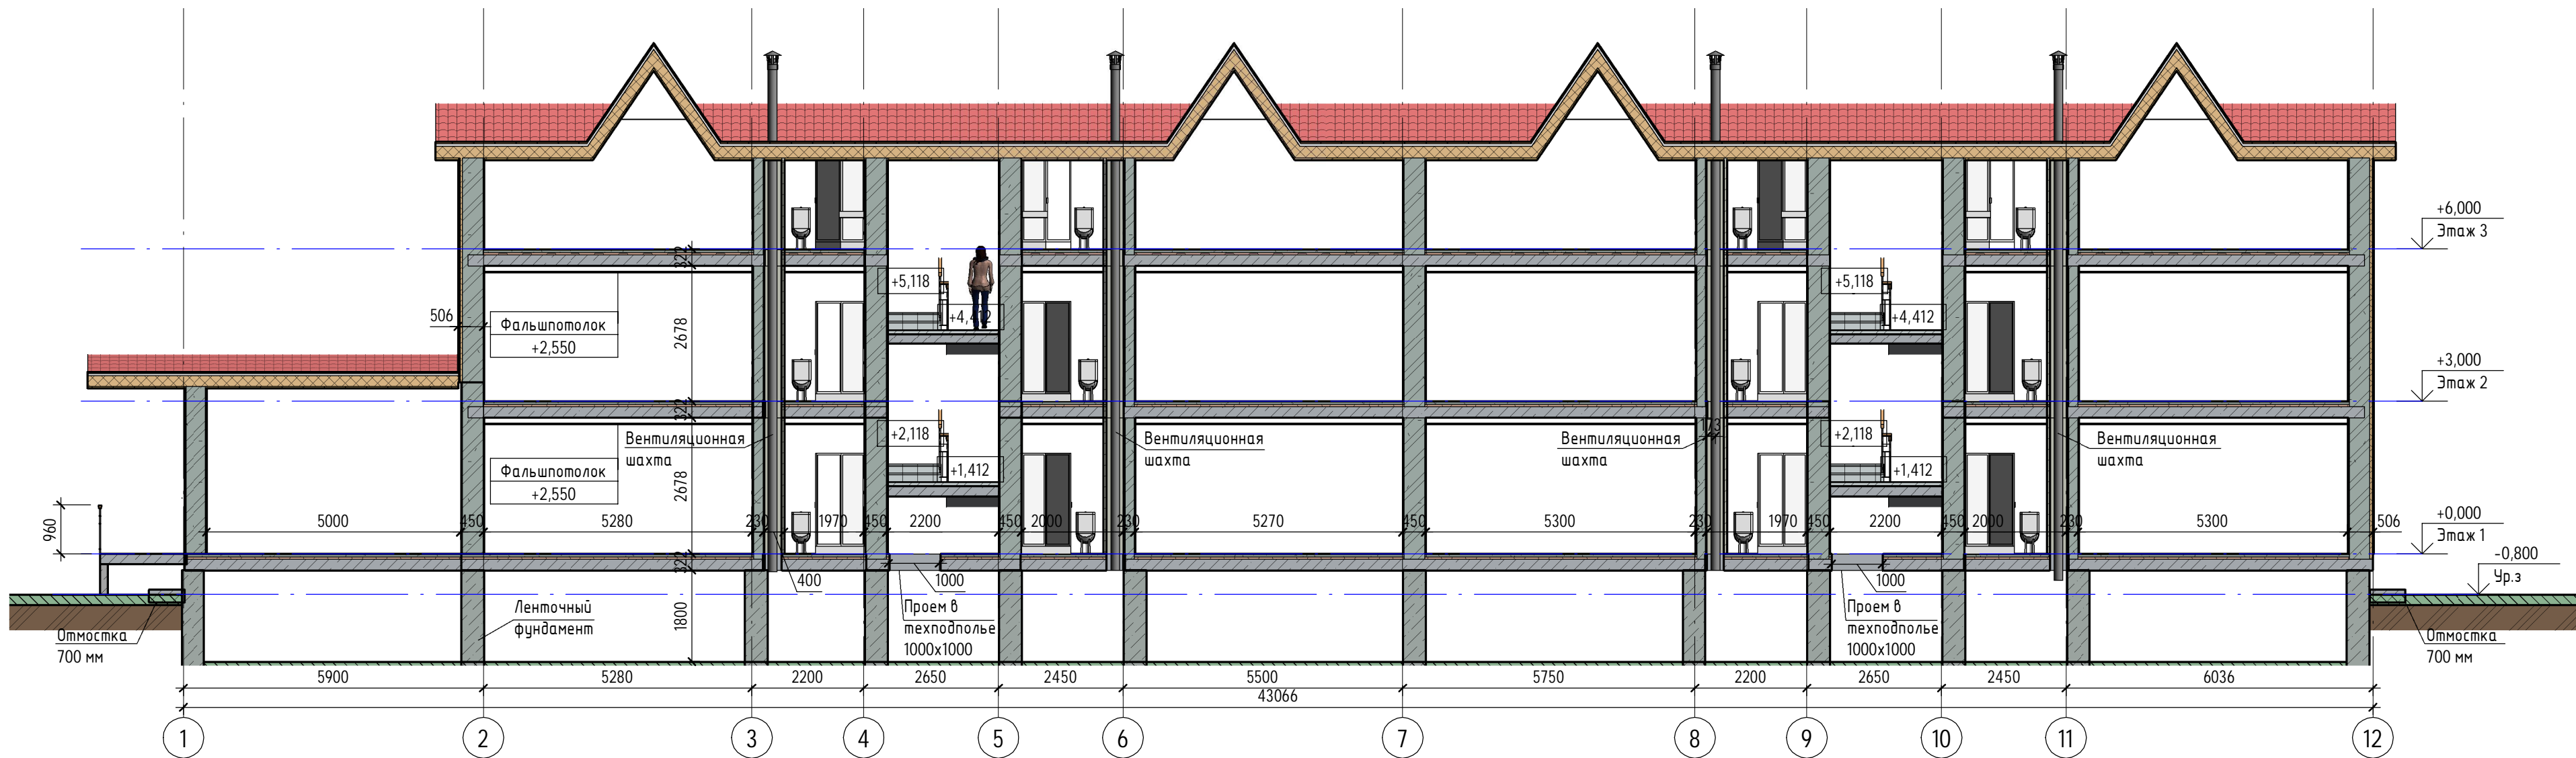 +6,000
Этаж 3
322
+5,118
+5,118
506
Фальшпотолок
+2,550
2678
+4,412
+4,412
+3,000
Этаж 2
322
+2,118
173
+2,118
Вентиляционная
шахта
Вентиляционная
шахта
Вентиляционная
шахта
Вентиляционная
шахта
Фальшпотолок
+2,550
2678
+1,412
+1,412
960
5000
450
5280
230
1970
450
2200
450
2000
230
5270
450
5300
230
1970
450
2200
450
2000
230
5300
506
+0,000
Этаж 1
322
-0,800
Ур.з
400
1000
1000
1800
Ленточный
фундамент
Проем в
техподполье
1000х1000
Проем в
техподполье
1000х1000
Отмостка
700 мм
Отмостка
700 мм
5900
5280
2200
2650
2450
5500
5750
2200
2650
2450
6036
43066
1
2
3
4
5
6
7
8
9
10
11
12